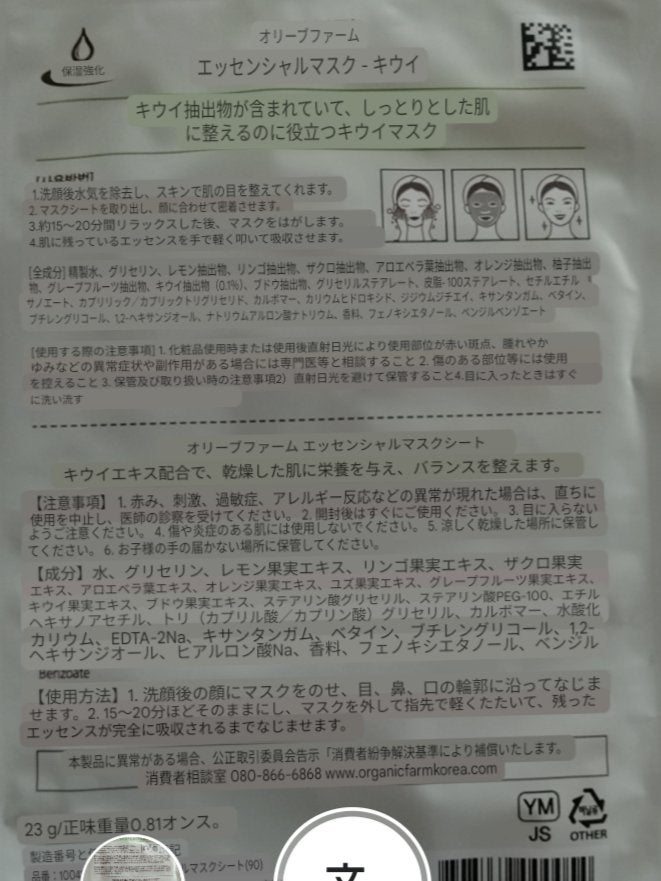 保湿強化
オリーブファーム
エッセンシャルマスク - キウイ
キウイ抽出物が含まれていて、しっとりとした肌
に整えるのに役立つキウイマスク
1.洗顔後水気を除去し、スキンで肌の目を整えてくれます。
2.マスクシートを取り出し、顔に合わせて密着させます。
3.約15〜20分間リラックスした後、マスクをはがします。
4.肌に残っているエッセンスを手で軽く叩いて吸収させます。
[全成分] 精製水、グリセリン、レモン抽出物、リンゴ抽出物、ザクロ抽出物、アロエベラ葉抽出物、オレンジ抽出物、柚子抽出
物、グレープフルーツ抽出物、キウイ抽出物 (0.1%)、ブドウ抽出物、グリセリルステアレート、皮脂-100ステアレート、セチルエチル
サノエート、カプリリック／カプリックトリグリセリド、カルボマー、カリウムヒドロキシド、ジジウムジチエイ、キサンタンガム、ベタイン、
ブチレングリコール、1,2-ヘキサンジオール、ナトリウムアルロン酸ナトリウム、香料、フェノキシエタノール、ベンジルベンゾエート
[使用する際の注意事項] 1. 化粧品使用時または使用後直射日光により使用部位が赤い斑点、腫れやか
ゆみなどの異常症状や副作用がある場合には専門医等と相談すること 2. 傷のある部位等には使用
を控えること 3. 保管及び取り扱い時の注意事項2）直射日光を避けて保管すること4.目に入ったときはすぐ
に洗い流す
オリーブファーム エッセンシャルマスクシート
キウイエキス配合で、乾燥した肌に栄養を与え、バランスを整えます。
【注意事項】 1. 赤み、刺激、過敏症、アレルギー反応などの異常が現れた場合は、直ちに
使用を中止し、医師の診察を受けてください。 2. 開封後はすぐにご使用ください。 3. 目に入らない
ようご注意ください。 4. 傷や炎症のある肌には使用しないでください。 5. 涼しく乾燥した場所に保管し
てください。 6. お子様の手の届かない場所に保管してください。
【成分】水、グリセリン、レモン果実エキス、リンゴ果実エキス、ザクロ果実
エキス、アロエベラ葉エキス、オレンジ果実エキス、ユズ果実エキス、グレープフルーツ果実エキス、
キウイ果実エキス、ブドウ果実エキス、ステアリン酸グリセリル、ステアリン酸PEG-100、エチル
ヘキサノアセチル、トリ（カプリル酸／カプリン酸）グリセリル、カルボマー、水酸化
カリウム、EDTA-2Na、キサンタンガム、ベタイン、ブチレングリコール、1,2-
ヘキサンジオール、ヒアルロン酸Na、香料、フェノキシエタノール、ベンジル
Benzoate
【使用方法】1. 洗顔後の顔にマスクをのせ、目、鼻、口の輪郭に沿ってなじま
せます。2. 15〜20分ほどそのままにし、マスクを外して指先で軽くたたいて、残った
エッセンスが完全に吸収されるまでなじませます。
本製品に異常がある場合、公正取引委員会告示「消費者紛争解決基準により補償いたします。
消費者相談室 080-866-6868 www.organicfarmkorea.com
23 g/正味重量0.81オンス。
YM
JS
OTHER
製造番号と
品番：1004
ルマスクシート(90)
文